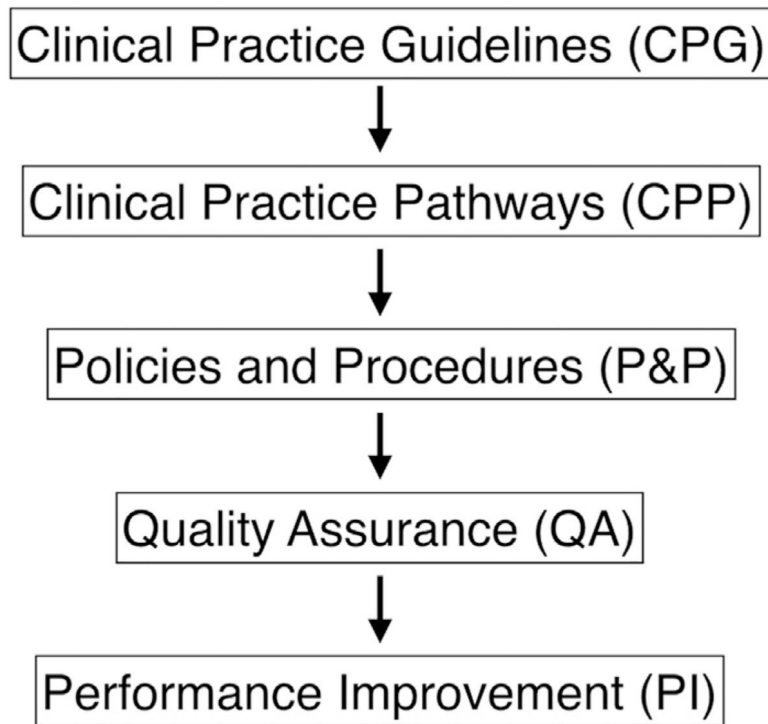 Clinical Practice Guidelines (CPG)
Clinical Practice Pathways (CPP)
Policies and Procedures (P&P)
Quality Assurance (QA)
Performance Improvement (PI)